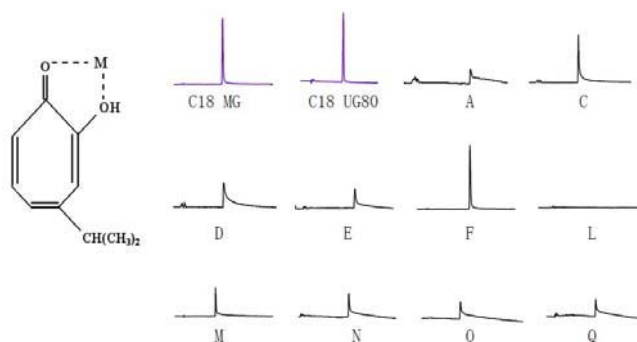 O M
OH
CH(CH₃)₂
C18 MG C18 UG80 A C
D E F L
M N O Q